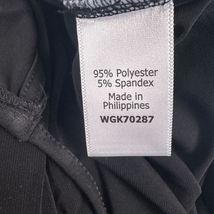 95% Polyester
5% Spandex
Made in
Philippines
WGK70287